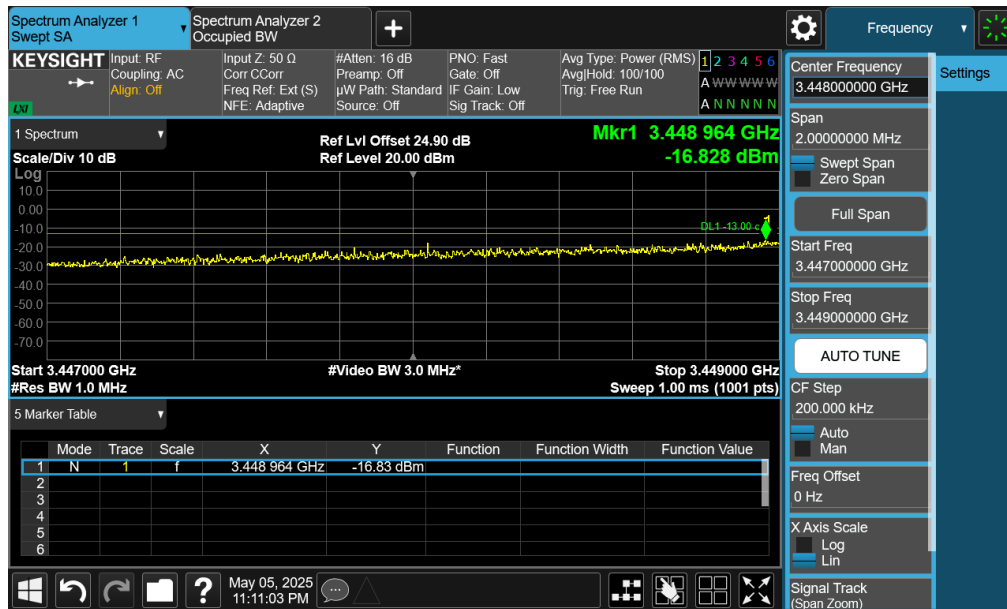 Spectrum Analyzer 1
Swept SA
Spectrum Analyzer 2
Occupied BW
Frequency
KEYSIGHT
LXI
Input: RF
Coupling: AC
Align: Off
Input Z: 50 Ω
Corr CCorr
Freq Ref: Ext (S)
NFE: Adaptive
#Atten: 16 dB
Preamp: Off
µW Path: Standard
Source: Off
PNO: Fast
Gate: Off
IF Gain: Low
Sig Track: Off
Avg Type: Power (RMS)
Avg|Hold: 100/100
Trig: Free Run
1 2 3 4 5 6
A W W W W W
A N N N N N
1 Spectrum
Scale/Div 10 dB
Ref Lvl Offset 24.90 dB
Ref Level 20.00 dBm
Mkr1 3.448 964 GHz
-16.828 dBm
Log
10.0
0.00
-10.0
-20.0
-30.0
-40.0
-50.0
-60.0
-70.0
DL1 -13.00
1
Start 3.447000 GHz
#Res BW 1.0 MHz
#Video BW 3.0 MHz*
Stop 3.449000 GHz
Sweep 1.00 ms (1001 pts)
5 Marker Table
Mode Trace Scale X Y Function Function Width Function Value
1 N 1 f 3.448 964 GHz -16.83 dBm
2
3
4
5
6
Center Frequency
3.448000000 GHz
Settings
Span
2.00000000 MHz
Swept Span
Zero Span
Full Span
Start Freq
3.447000000 GHz
Stop Freq
3.449000000 GHz
AUTO TUNE
CF Step
200.000 kHz
Auto
Man
Freq Offset
0 Hz
X Axis Scale
Log
Lin
Signal Track
(Span Zoom)
?
May 05, 2025
11:11:03 PM